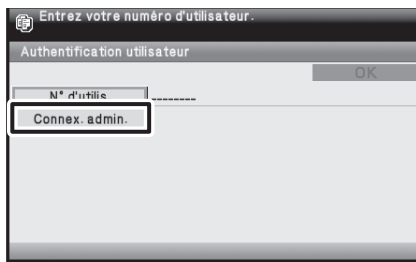 Entrez votre numéro d'utilisateur.
Authentification utilisateur
OK
N° d'utilis. --------
Connex. admin.